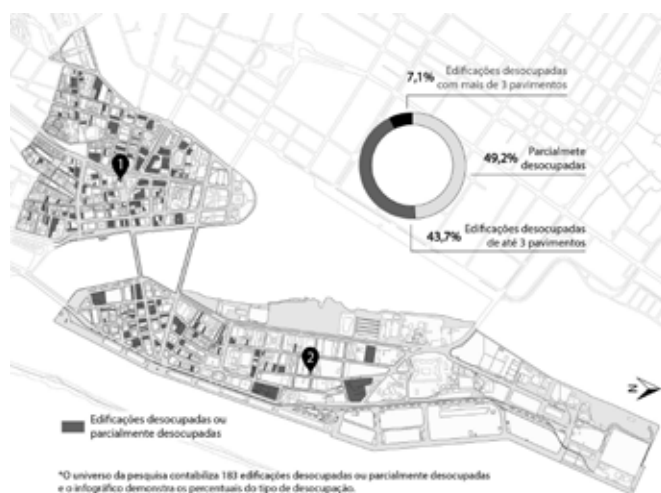 7,1%
Edificações desocupadas
com mais de 3 pavimentos
49,2%
Parcialmete
desocupadas
43,7%
Edificações desocupadas
de até 3 pavimentos
1
2
N
Edificações desocupadas ou
parcialmente desocupadas
*O universo da pesquisa contabiliza 183 edificações desocupadas ou parcialmente desocupadas
e o infográfico demonstra os percentuais do tipo de desocupação.